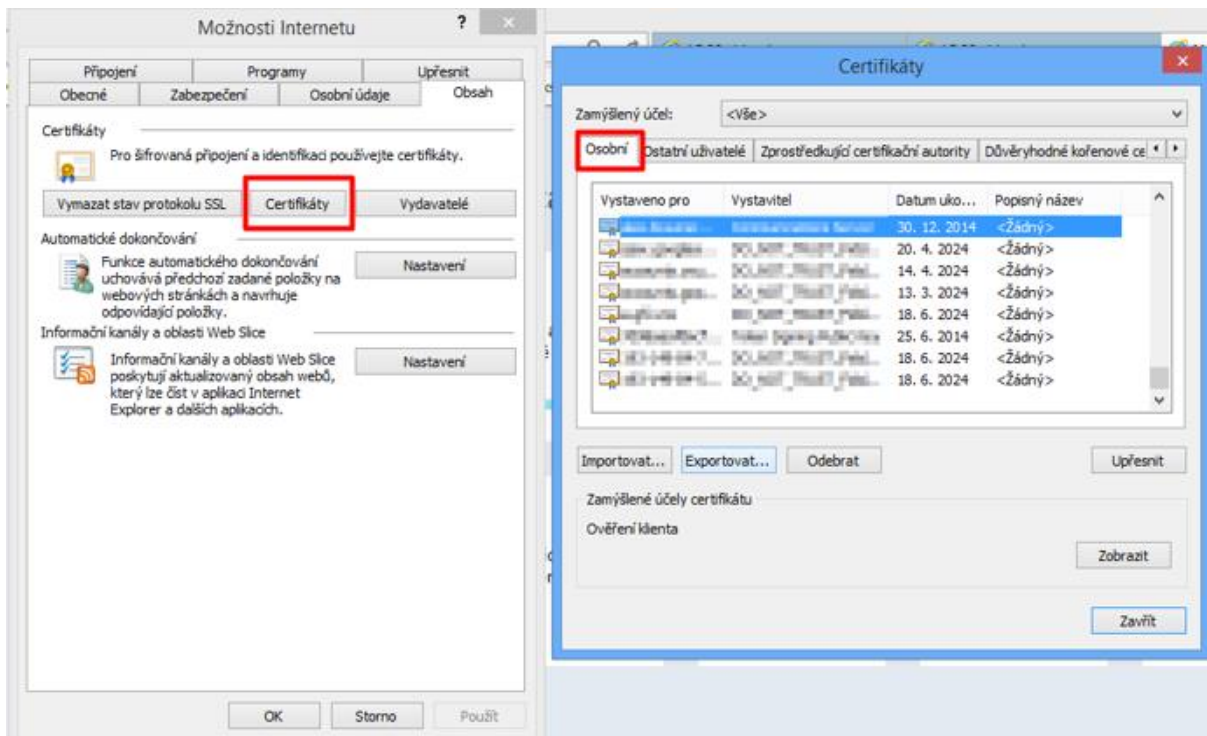 Možnosti Internetu
?
Připojení Programy Upřesnit
Obecné Zabezpečení Osobní údaje Obsah
Certifikáty
Pro šifrovaná připojení a identifikaci používejte certifikáty.
Vymazat stav protokolu SSL Certifikáty Vydavatelé
Automatické dokončování
Funkce automatického dokončování
uchovává předchozí zadané položky na
webových stránkách a navrhuje
odpovídající položky.
Nastavení
Informační kanály a oblasti Web Slice
Informační kanály a oblasti Web Slice
poskytují aktualizovaný obsah webů,
který lze číst v aplikaci Internet
Explorer a dalších aplikacích.
Nastavení
OK Storno Použít
Certifikáty
Zamýšlený účel: <Vše>
Osobní Ostatní uživatelé Zprostředkující certifikační autority Důvěryhodné kořenové ce
Vystaveno pro Vystavitel Datum uko... Popisný název
30. 12. 2014 <Žádný>
20. 4. 2024 <Žádný>
14. 4. 2024 <Žádný>
13. 3. 2024 <Žádný>
18. 6. 2024 <Žádný>
25. 6. 2014 <Žádný>
18. 6. 2024 <Žádný>
18. 6. 2024 <Žádný>
Importovat... Exportovat... Odebrat Upřesnit
Zamýšlené účely certifikátu
Ověření klienta
Zobrazit
Zavřít